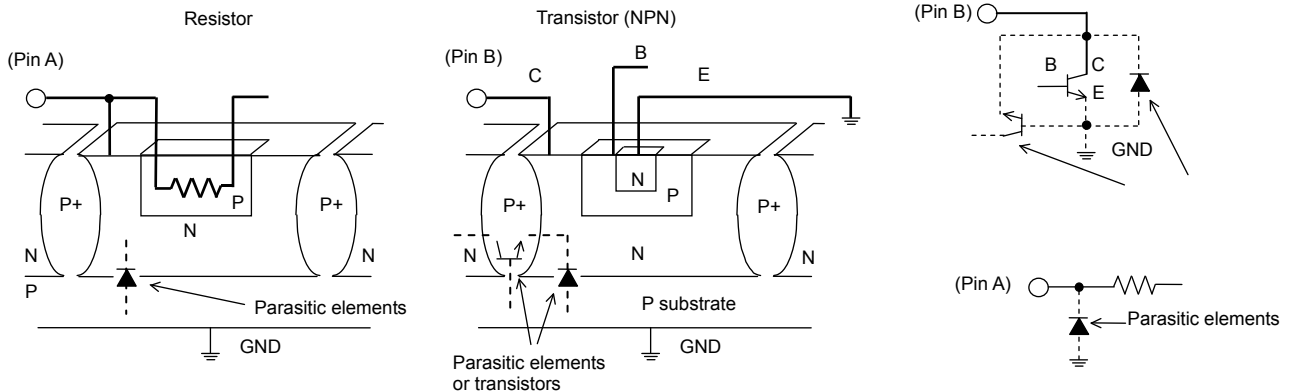 Resistor
(Pin A)
P+
P
P+
N
N
N
P
Parasitic elements
GND
Transistor (NPN)
(Pin B)
C
B
E
N
P
P+
P+
N
N
N
P substrate
GND
Parasitic elements
or transistors
(Pin B)
B
C
E
GND
(Pin A)
Parasitic elements